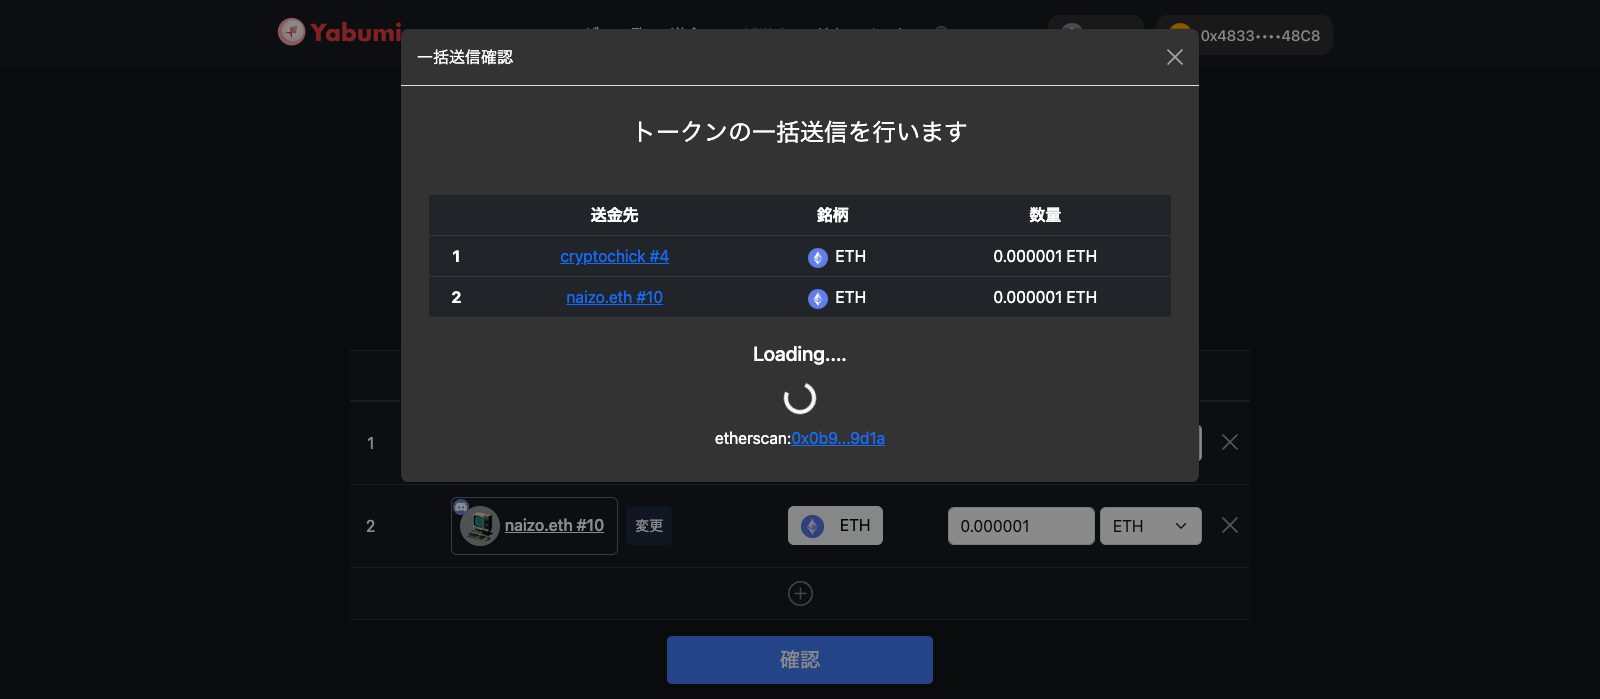 Yabumi
0x4833••••48C8
一括送信確認
トークンの一括送信を行います
送金先 銘柄 数量
1 cryptochick #4 ETH 0.000001 ETH
2 naizo.eth #10 ETH 0.000001 ETH
Loading....
etherscan:0x0b9...9d1a
1
2 naizo.eth #10 変更 ETH 0.000001 ETH
確認